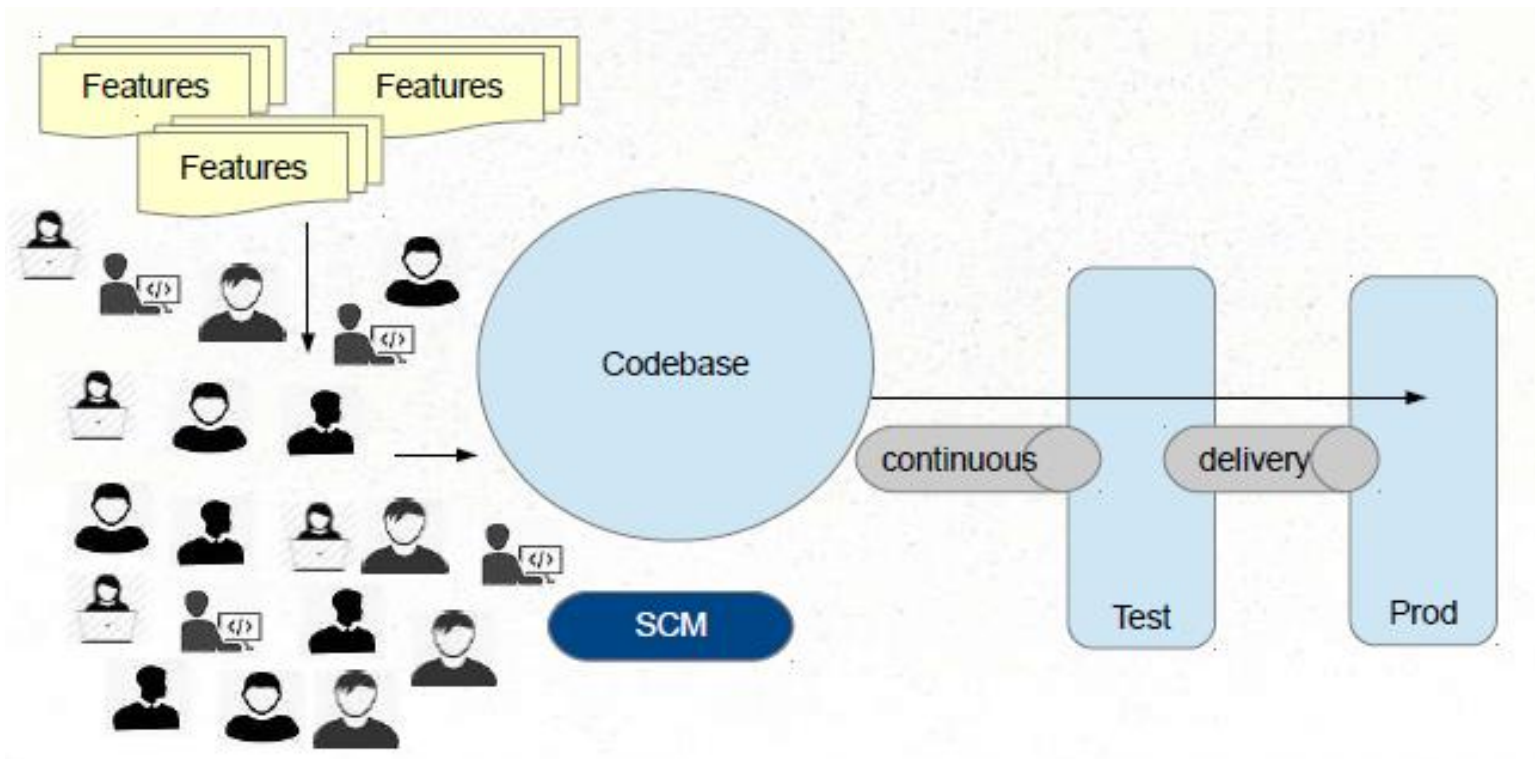 Features
Features
Features
</>
</>
Codebase
continuous
delivery
</>
</>
SCM
Test
Prod